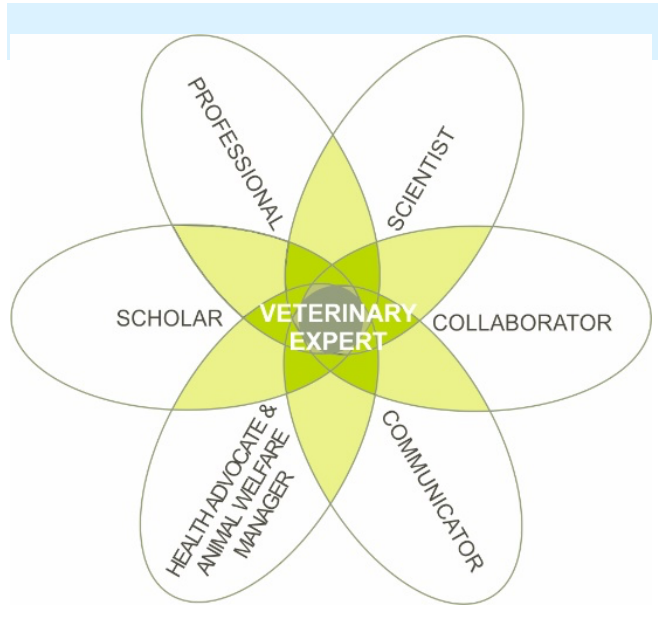 PROFESSIONAL
SCIENTIST
SCHOLAR
VETERINARY
EXPERT
COLLABORATOR
HEALTH ADVOCATE &
ANIMAL WELFARE
MANAGER
COMMUNICATOR